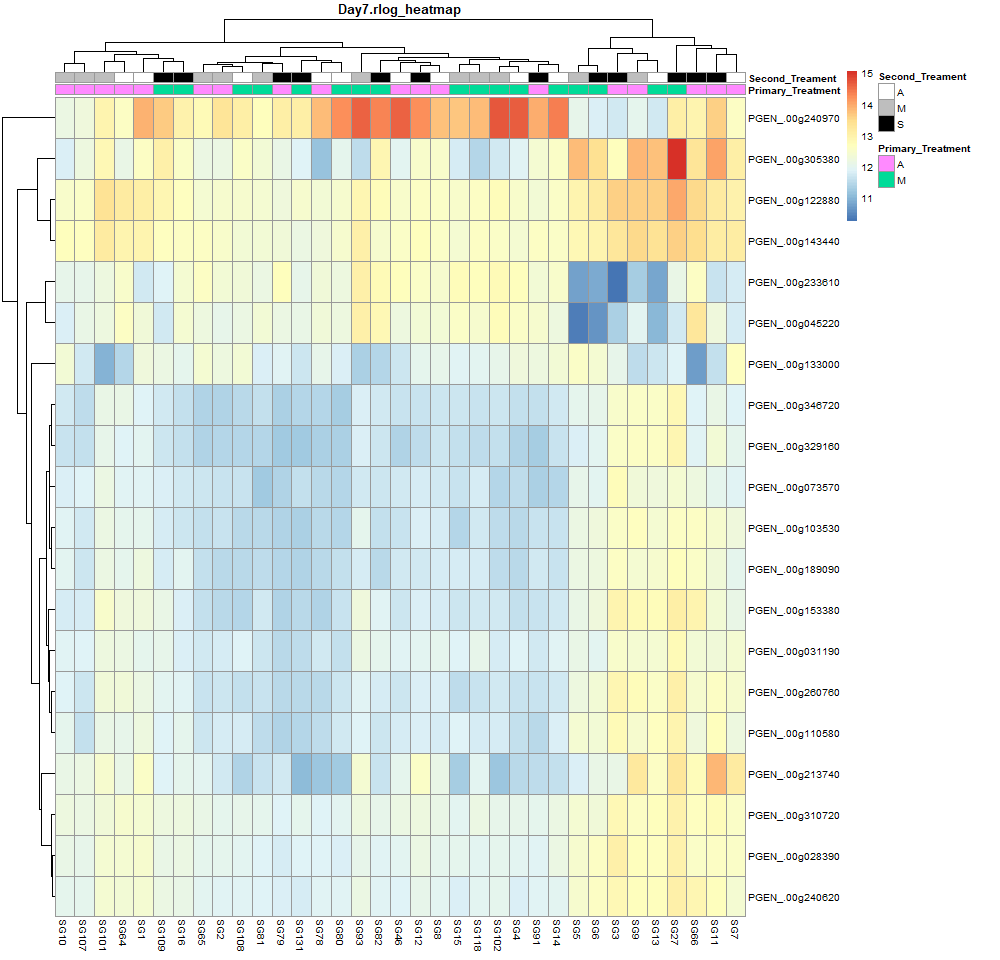 Day7.rlog_heatmap
Second_Treament
Primary_Treatment
PGEN_.00g240970
PGEN_.00g305380
PGEN_.00g122880
PGEN_.00g143440
PGEN_.00g233610
PGEN_.00g045220
PGEN_.00g133000
PGEN_.00g346720
PGEN_.00g329160
PGEN_.00g073570
PGEN_.00g103530
PGEN_.00g189090
PGEN_.00g153380
PGEN_.00g031190
PGEN_.00g260760
PGEN_.00g110580
PGEN_.00g213740
PGEN_.00g310720
PGEN_.00g028390
PGEN_.00g240620
15
14
13
12
11
Second_Treament
A
M
S
Primary_Treatment
A
M
SG10
SG107
SG101
SG64
SG1
SG109
SG16
SG65
SG2
SG108
SG81
SG79
SG131
SG78
SG80
SG93
SG82
SG46
SG12
SG8
SG15
SG118
SG102
SG4
SG91
SG14
SG5
SG6
SG3
SG9
SG13
SG27
SG66
SG11
SG7